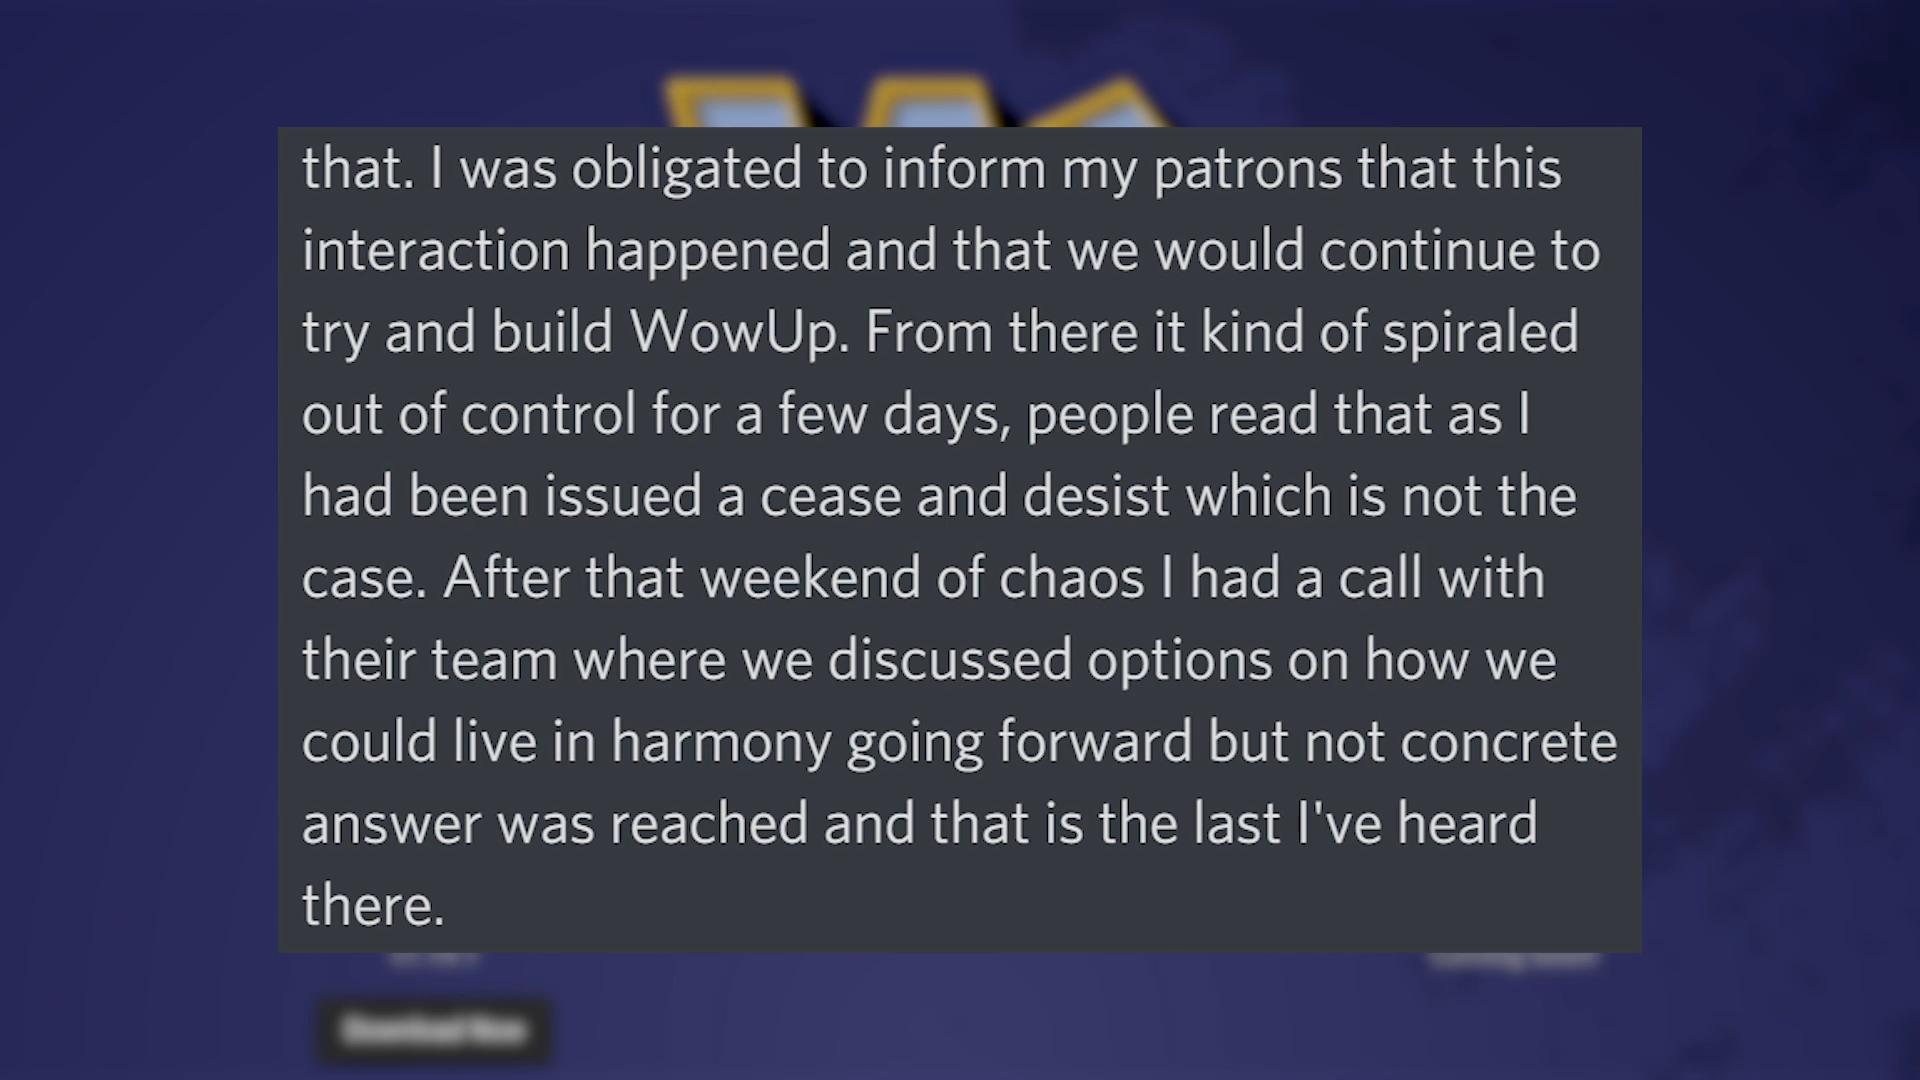 that. I was obligated to inform my patrons that this
interaction happened and that we would continue to
try and build WowUp. From there it kind of spiraled
out of control for a few days, people read that as I
had been issued a cease and desist which is not the
case. After that weekend of chaos I had a call with
their team where we discussed options on how we
could live in harmony going forward but not concrete
answer was reached and that is the last I've heard
there.
Download Now